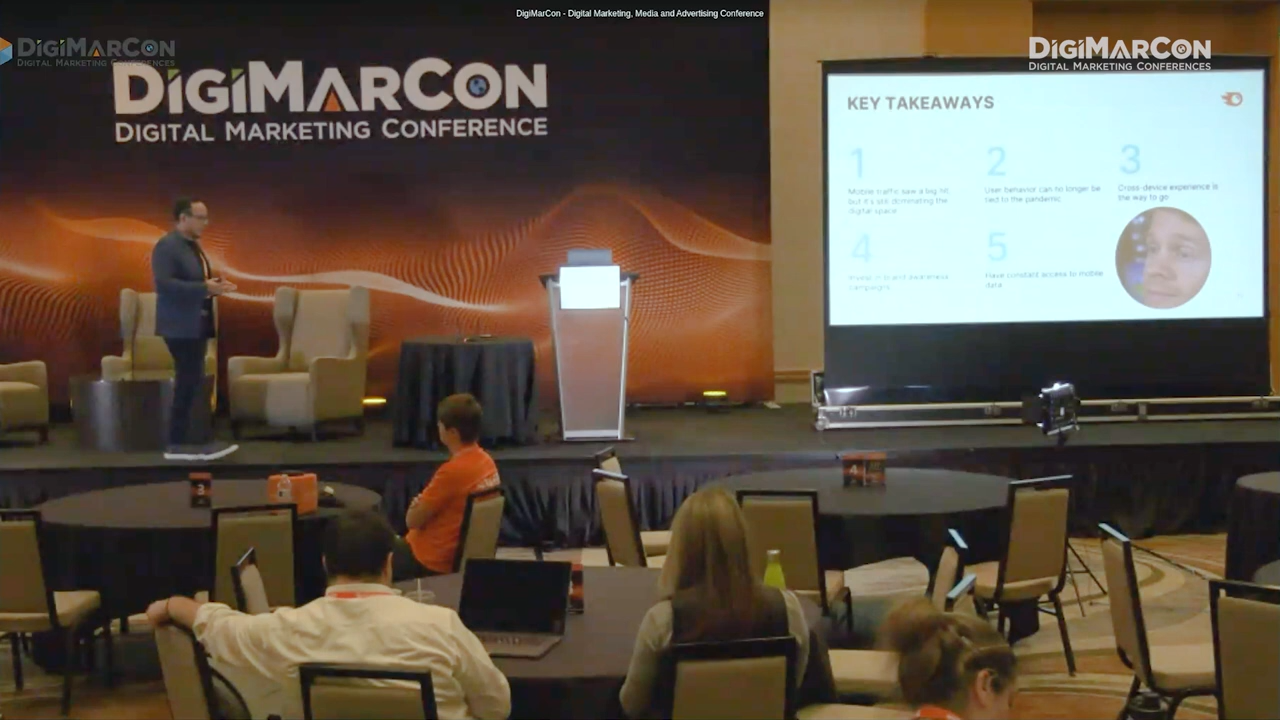 DigiMarCon - Digital Marketing, Media and Advertising Conference
DIGIMARCON
DIGITAL MARKETING CONFERENCES
DIGIMARCON
DIGITAL MARKETING CONFERENCES
DIGIMARCON
DIGITAL MARKETING CONFERENCE
KEY TAKEAWAYS
1
Mobile traffic saw a big hit,
but it's still dominating the
digital space
2
User behavior can no longer be
tied to the pandemic
3
Cross-device experience is
the way to go
4
Invest in brand awareness
campaigns
5
Have constant access to mobile
data
3
4